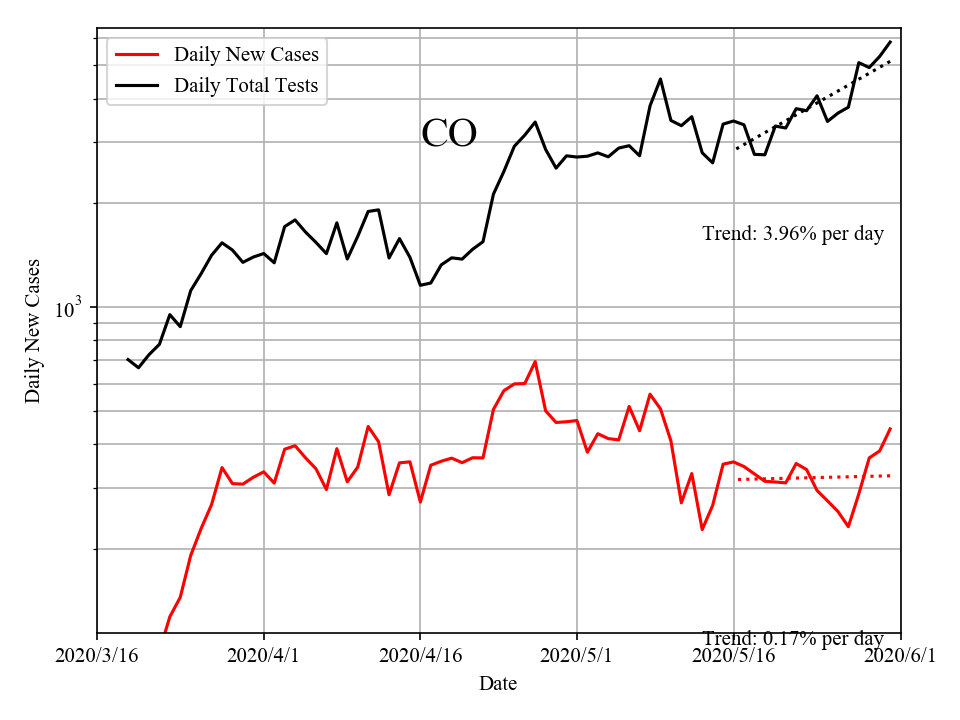 Daily New Cases
Daily Total Tests
CO
Trend: 3.96% per day
Daily New Cases
10^3
Trend: 0.17% per day
2020/3/16 2020/4/1 2020/4/16 2020/5/1 2020/5/16 2020/6/1
Date